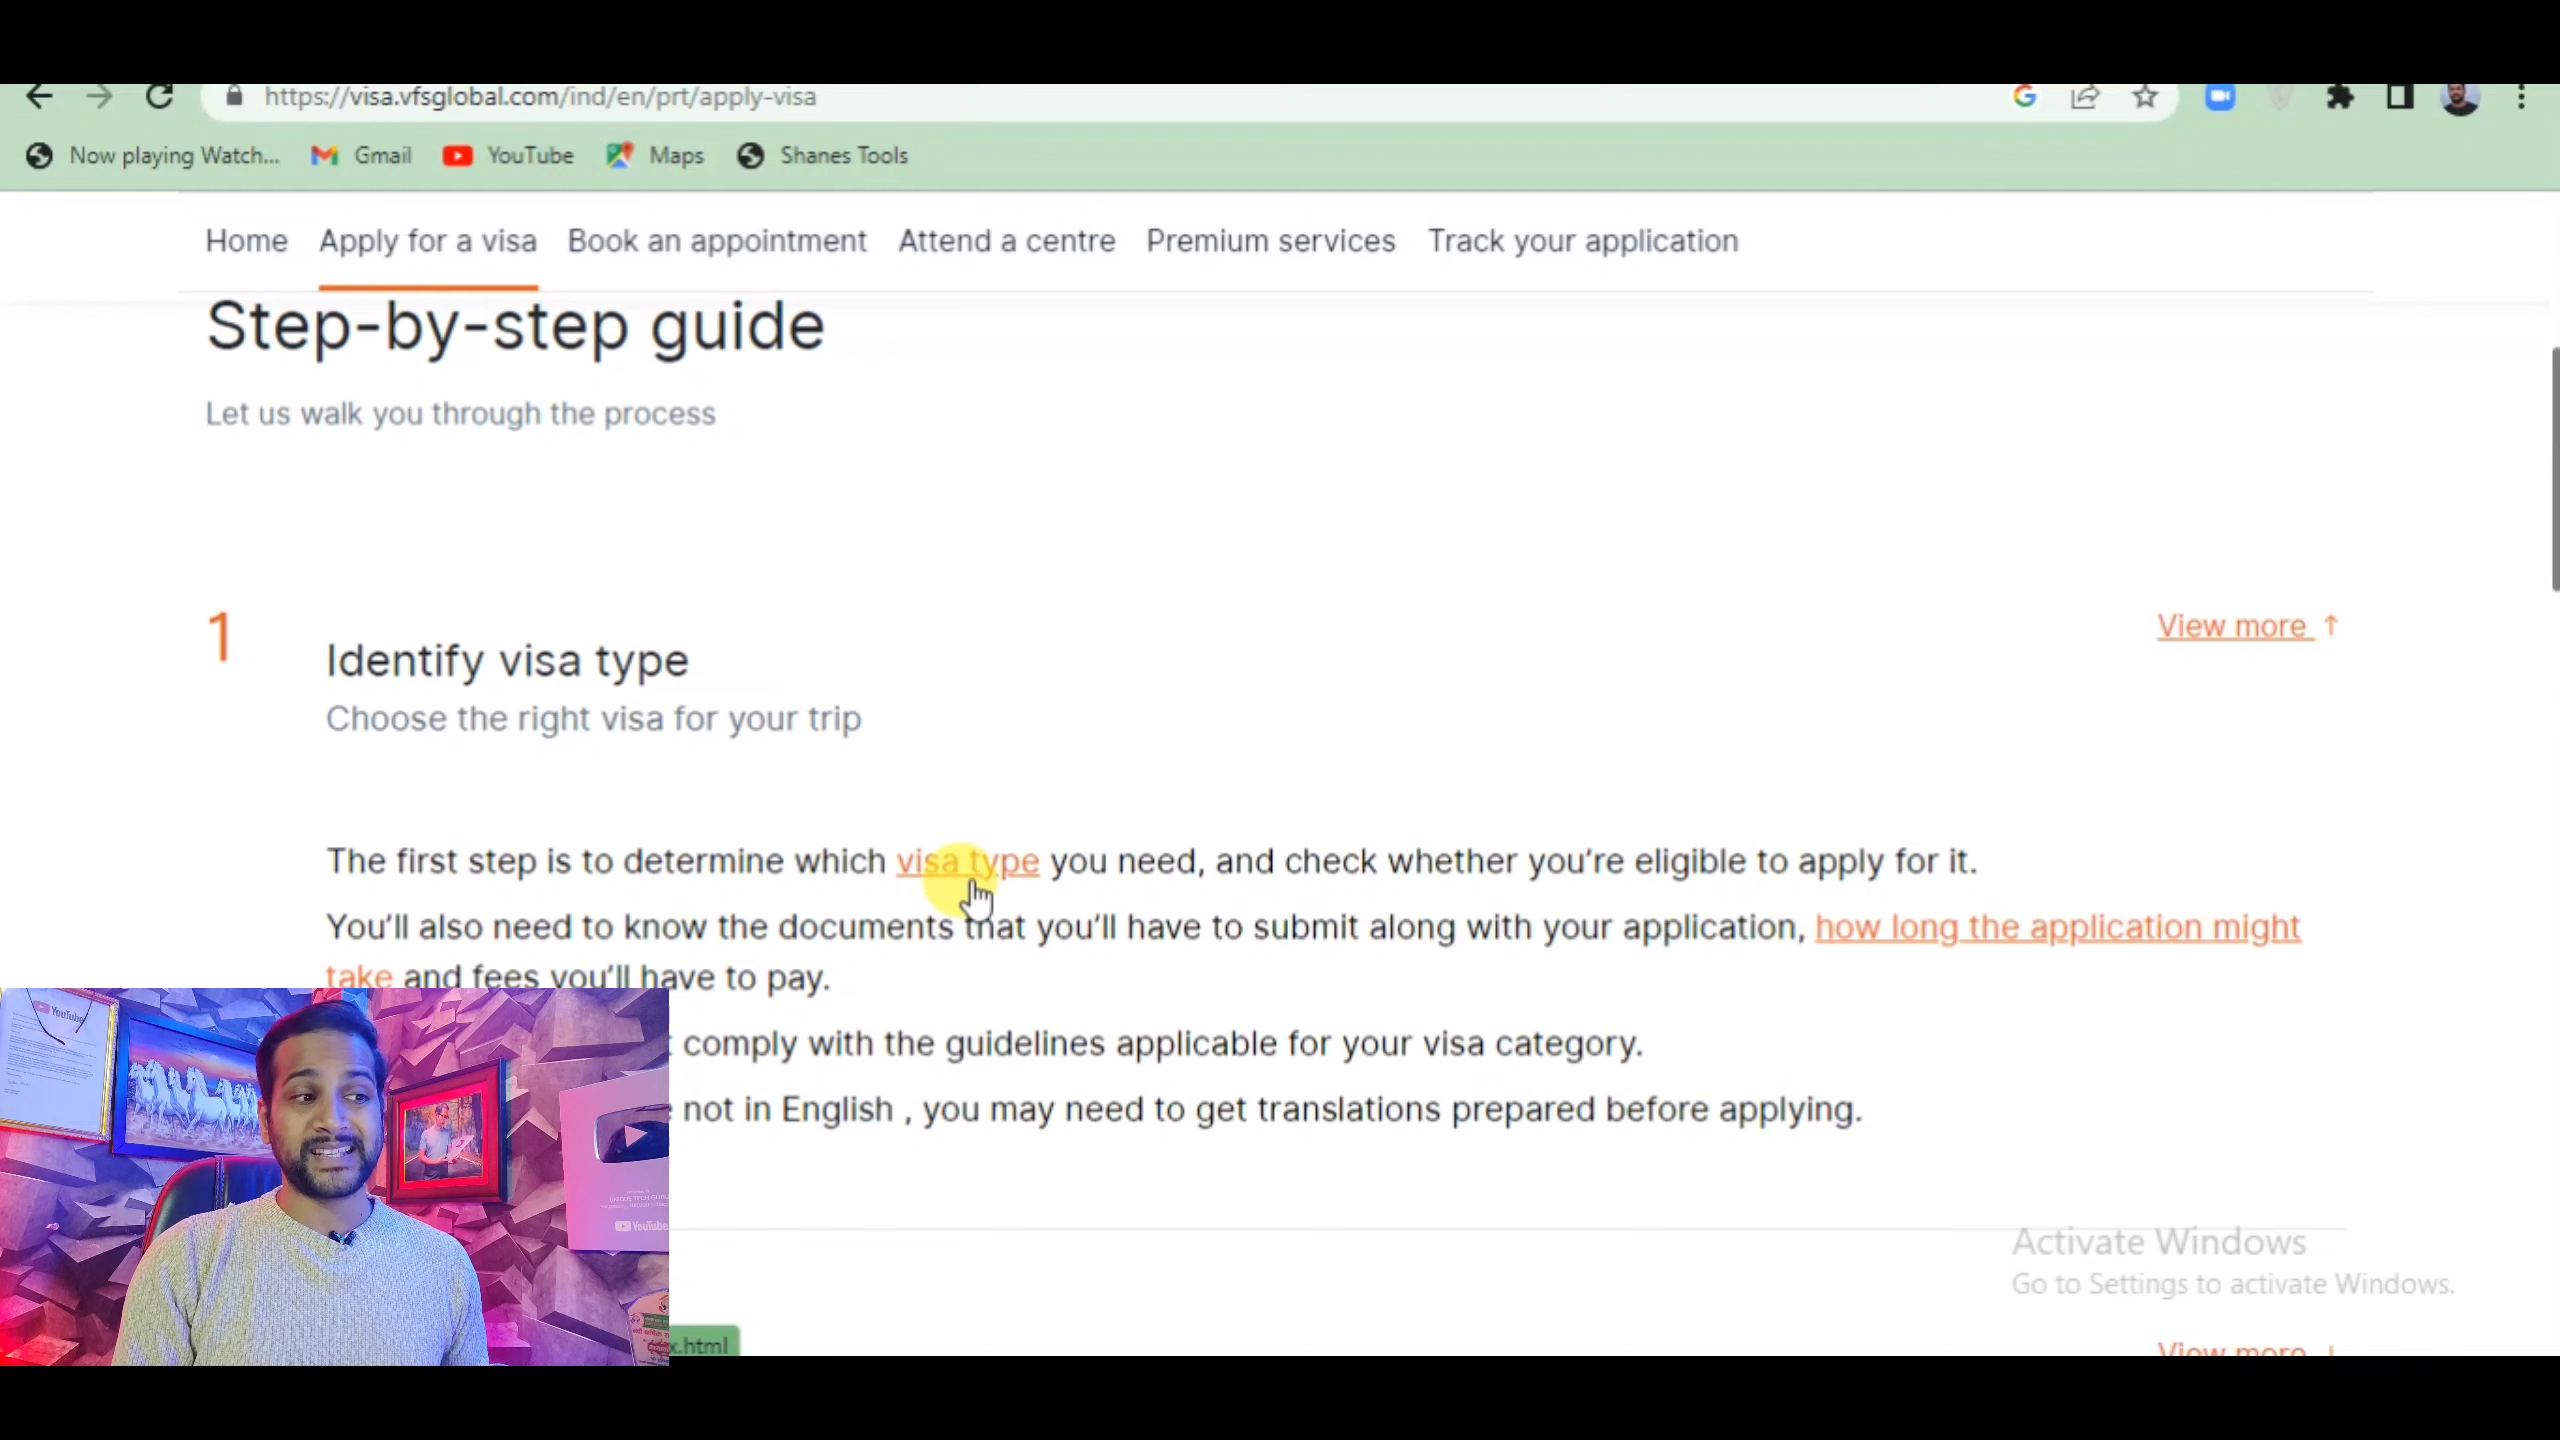 https://visa.vfsglobal.com/ind/en/prt/apply-visa
Now playing Watch... Gmail YouTube Maps Shanes Tools
Home Apply for a visa Book an appointment Attend a centre Premium services Track your application
Step-by-step guide
Let us walk you through the process
1
View more ↑
Identify visa type
Choose the right visa for your trip
The first step is to determine which visa type you need, and check whether you're eligible to apply for it.
You'll also need to know the documents that you'll have to submit along with your application, how long the application might
take and fees you'll have to pay.
comply with the guidelines applicable for your visa category.
not in English , you may need to get translations prepared before applying.
YouTube
UNIQUE TECH GURU
YouTube
Activate Windows
Go to Settings to activate Windows.
x.html
View more ↓